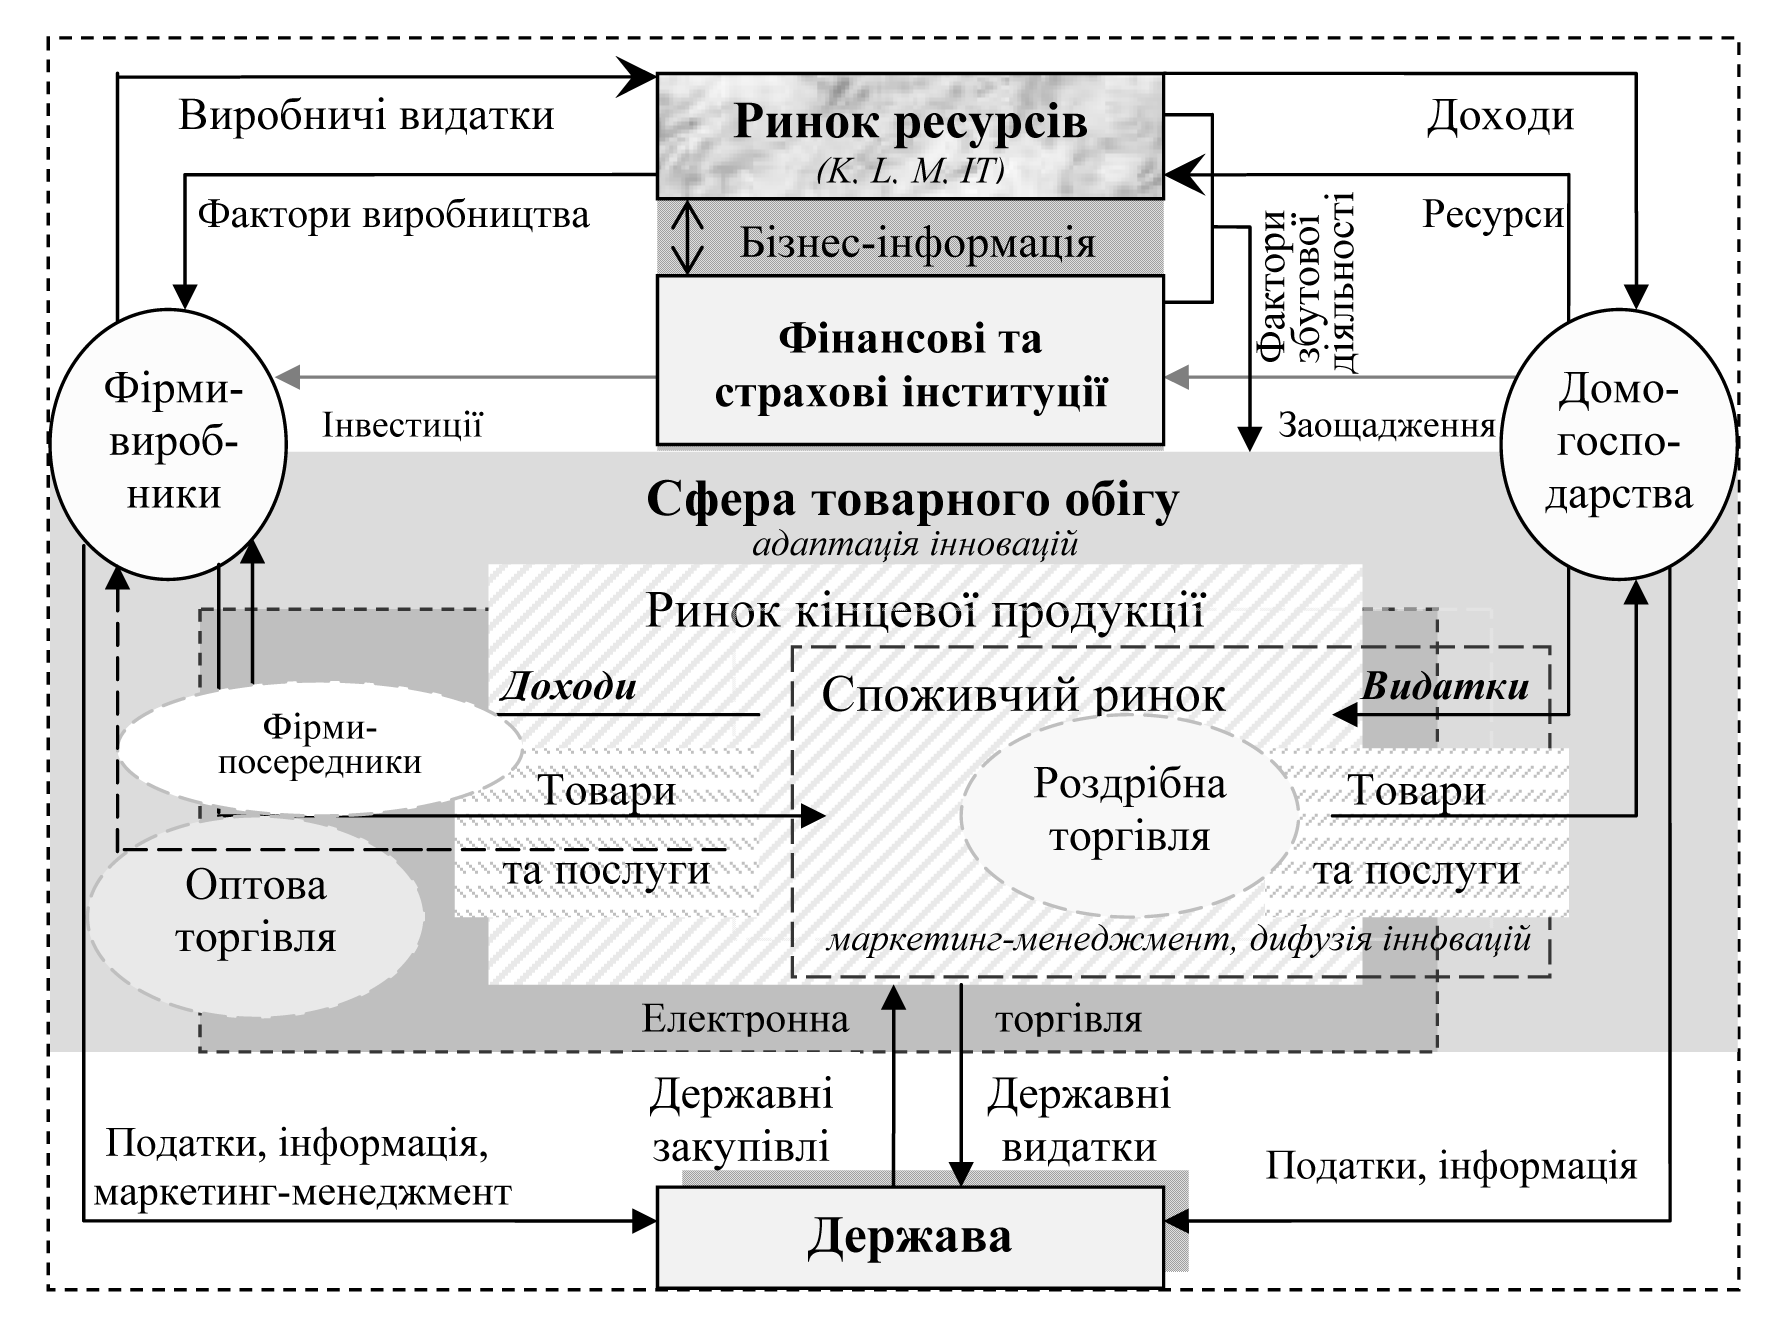 Виробничі видатки
Ринок ресурсів
(K. L. M. IT)
Доходи
Фактори виробництва
Бізнес-інформація
Ресурси
Фактори
збутової
діяльності
Фінансові та
страхові інституції
Фірми-
вироб-
ники
Інвестиції
Заощадження
Домо-
госпо-
дарства
Сфера товарного обігу
адаптація інновацій
Ринок кінцевої продукції
Доходи
Споживчий ринок
Видатки
Фірми-
посередники
Товари
та послуги
Роздрібна
торгівля
Товари
та послуги
Оптова
торгівля
маркетинг-менеджмент, дифузія інновацій
Електронна торгівля
Державні
закупівлі
Державні
видатки
Податки, інформація,
маркетинг-менеджмент
Податки, інформація
Держава